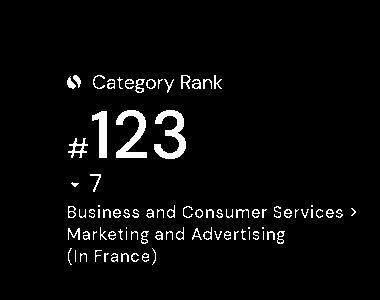 Category Rank
#123
7
Business and Consumer Services >
Marketing and Advertising
(In France)